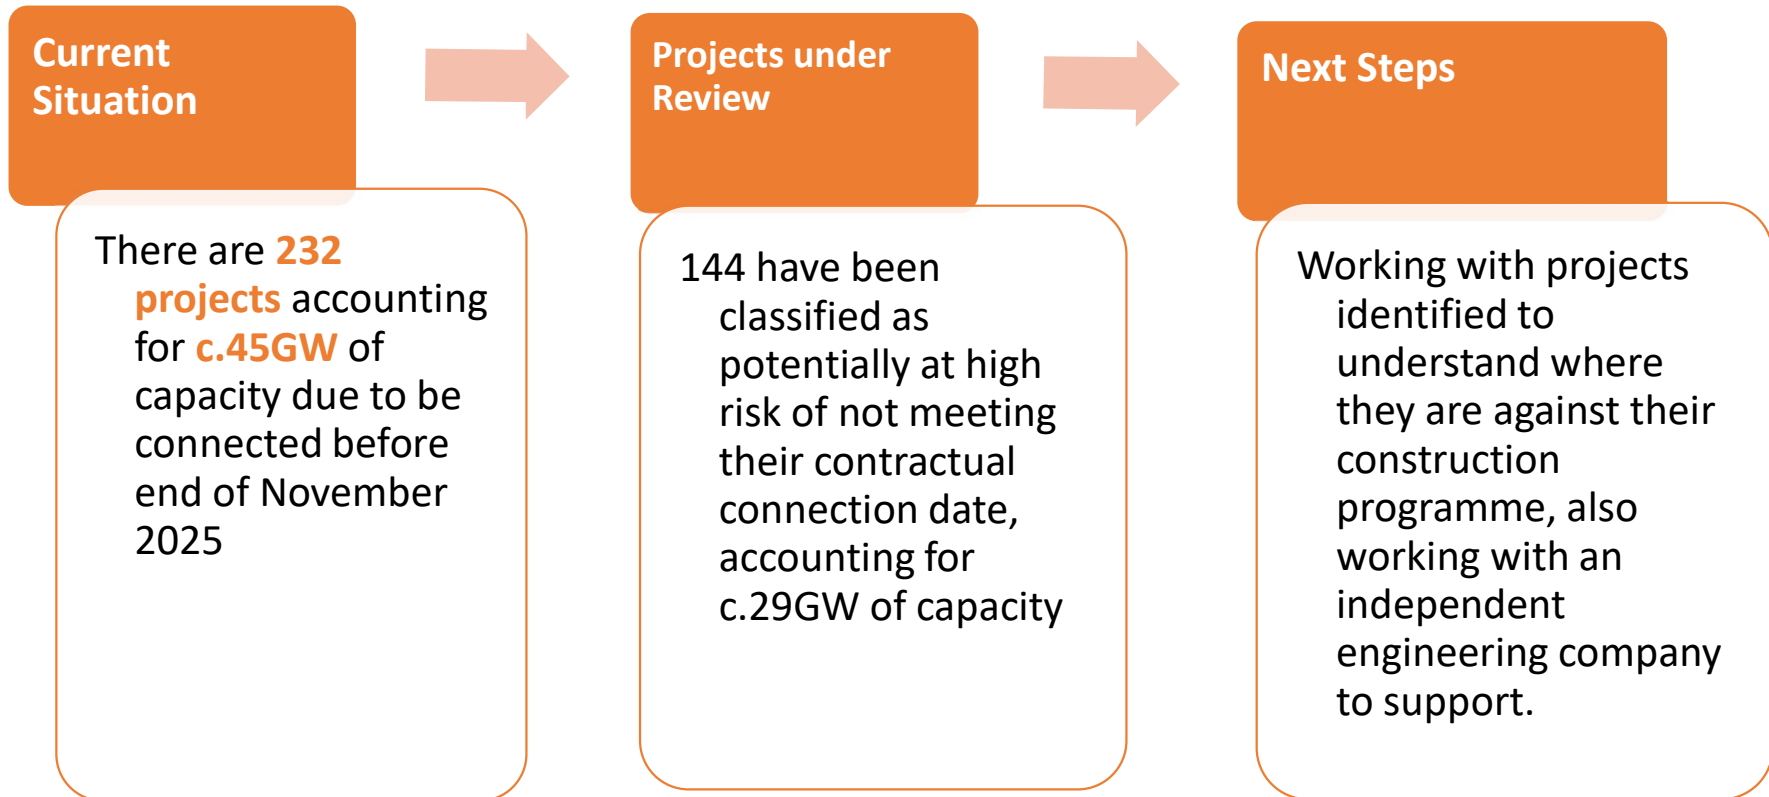 Current
Situation
There are 232
projects accounting
for c.45GW of
capacity due to be
connected before
end of November
2025
Projects under
Review
144 have been
classified as
potentially at high
risk of not meeting
their contractual
connection date,
accounting for
c.29GW of capacity
Next Steps
Working with projects
identified to
understand where
they are against their
construction
programme, also
working with an
independent
engineering company
to support.